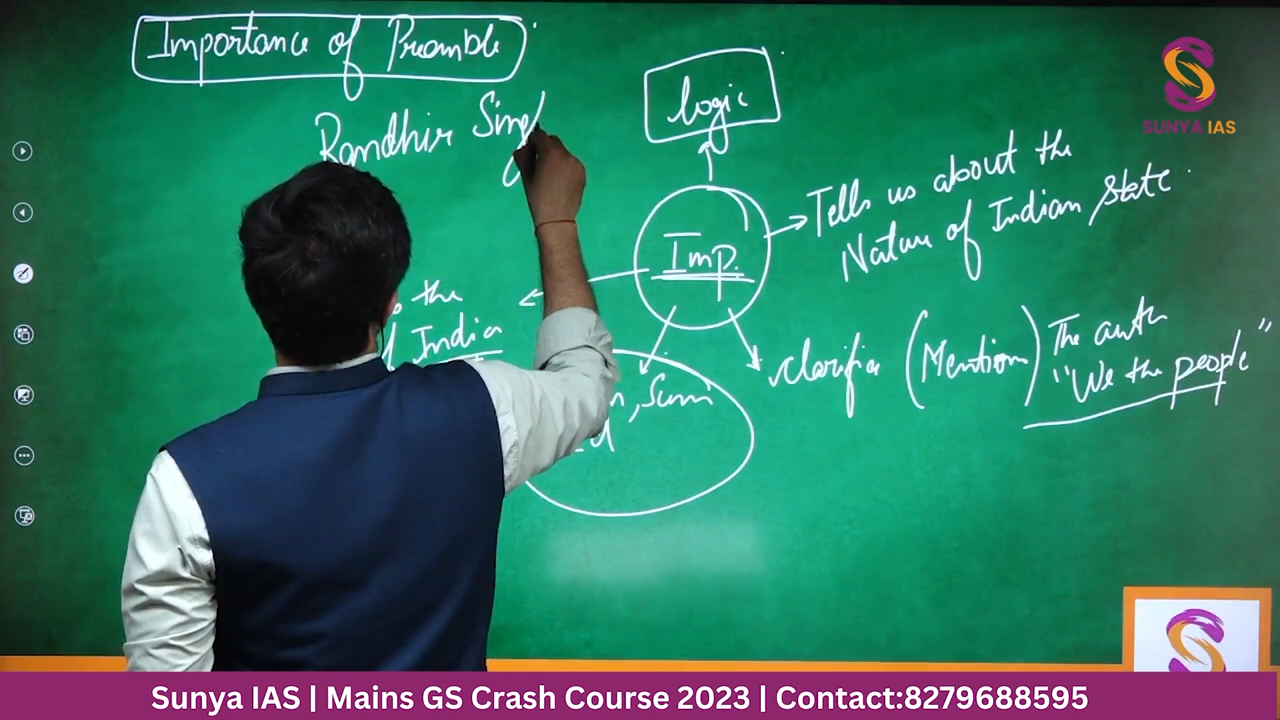 Importance of Preamble
Randhir Sing
logic
SUNYA IAS
Imp.
Tells us about the
Nature of Indian State
the
India
Clarifies (Mention) The auth
"We the people"
Sunya IAS | Mains GS Crash Course 2023 | Contact:8279688595